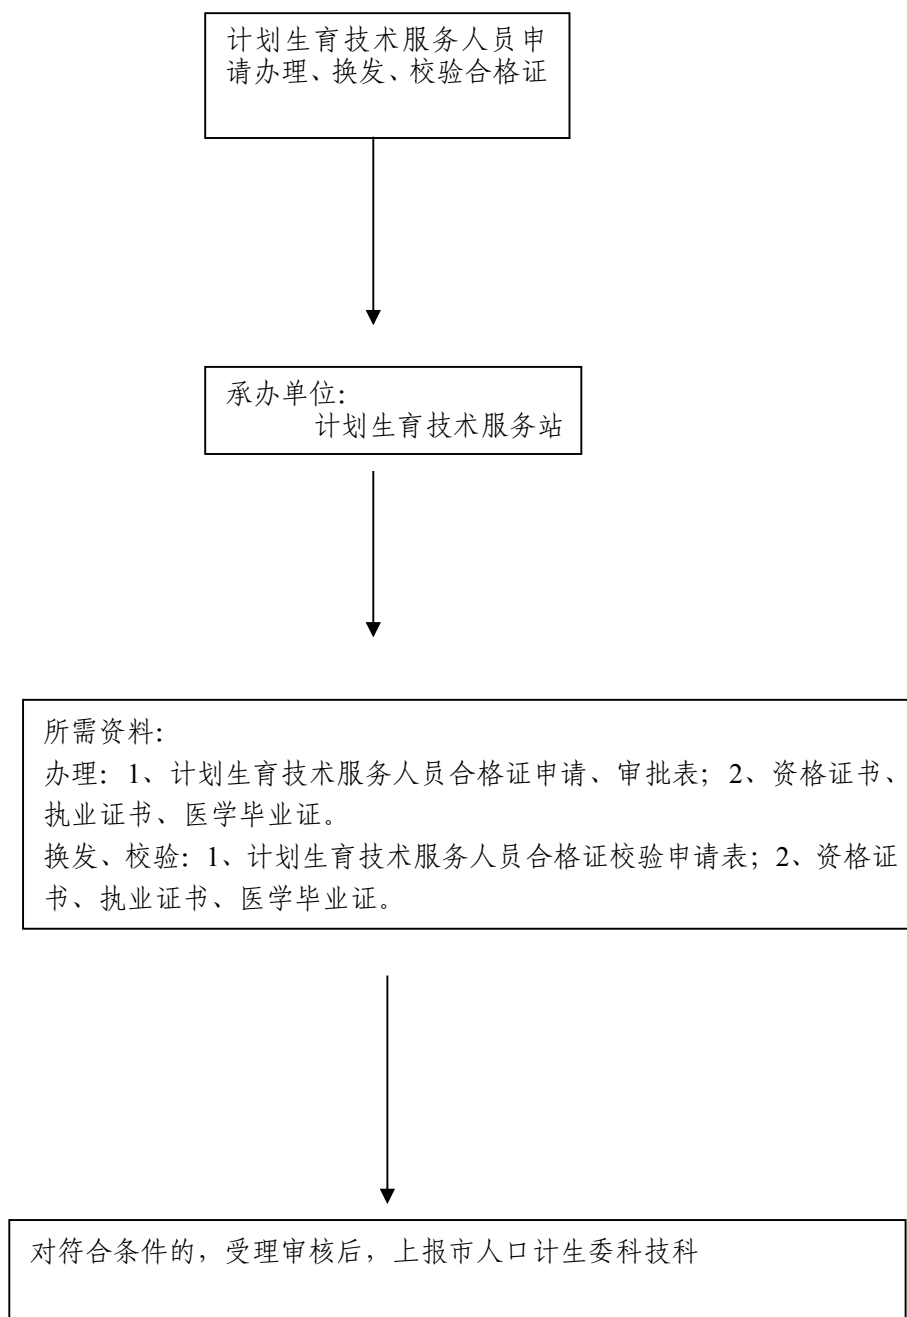 计划生育技术服务人员申
请办理、换发、校验合格证
承办单位：
计划生育技术服务站
所需资料：
办理：1、计划生育技术服务人员合格证申请、审批表；2、资格证书、
执业证书、医学毕业证。
换发、校验：1、计划生育技术服务人员合格证校验申请表；2、资格证
书、执业证书、医学毕业证。
对符合条件的，受理审核后，上报市人口计生委科技科